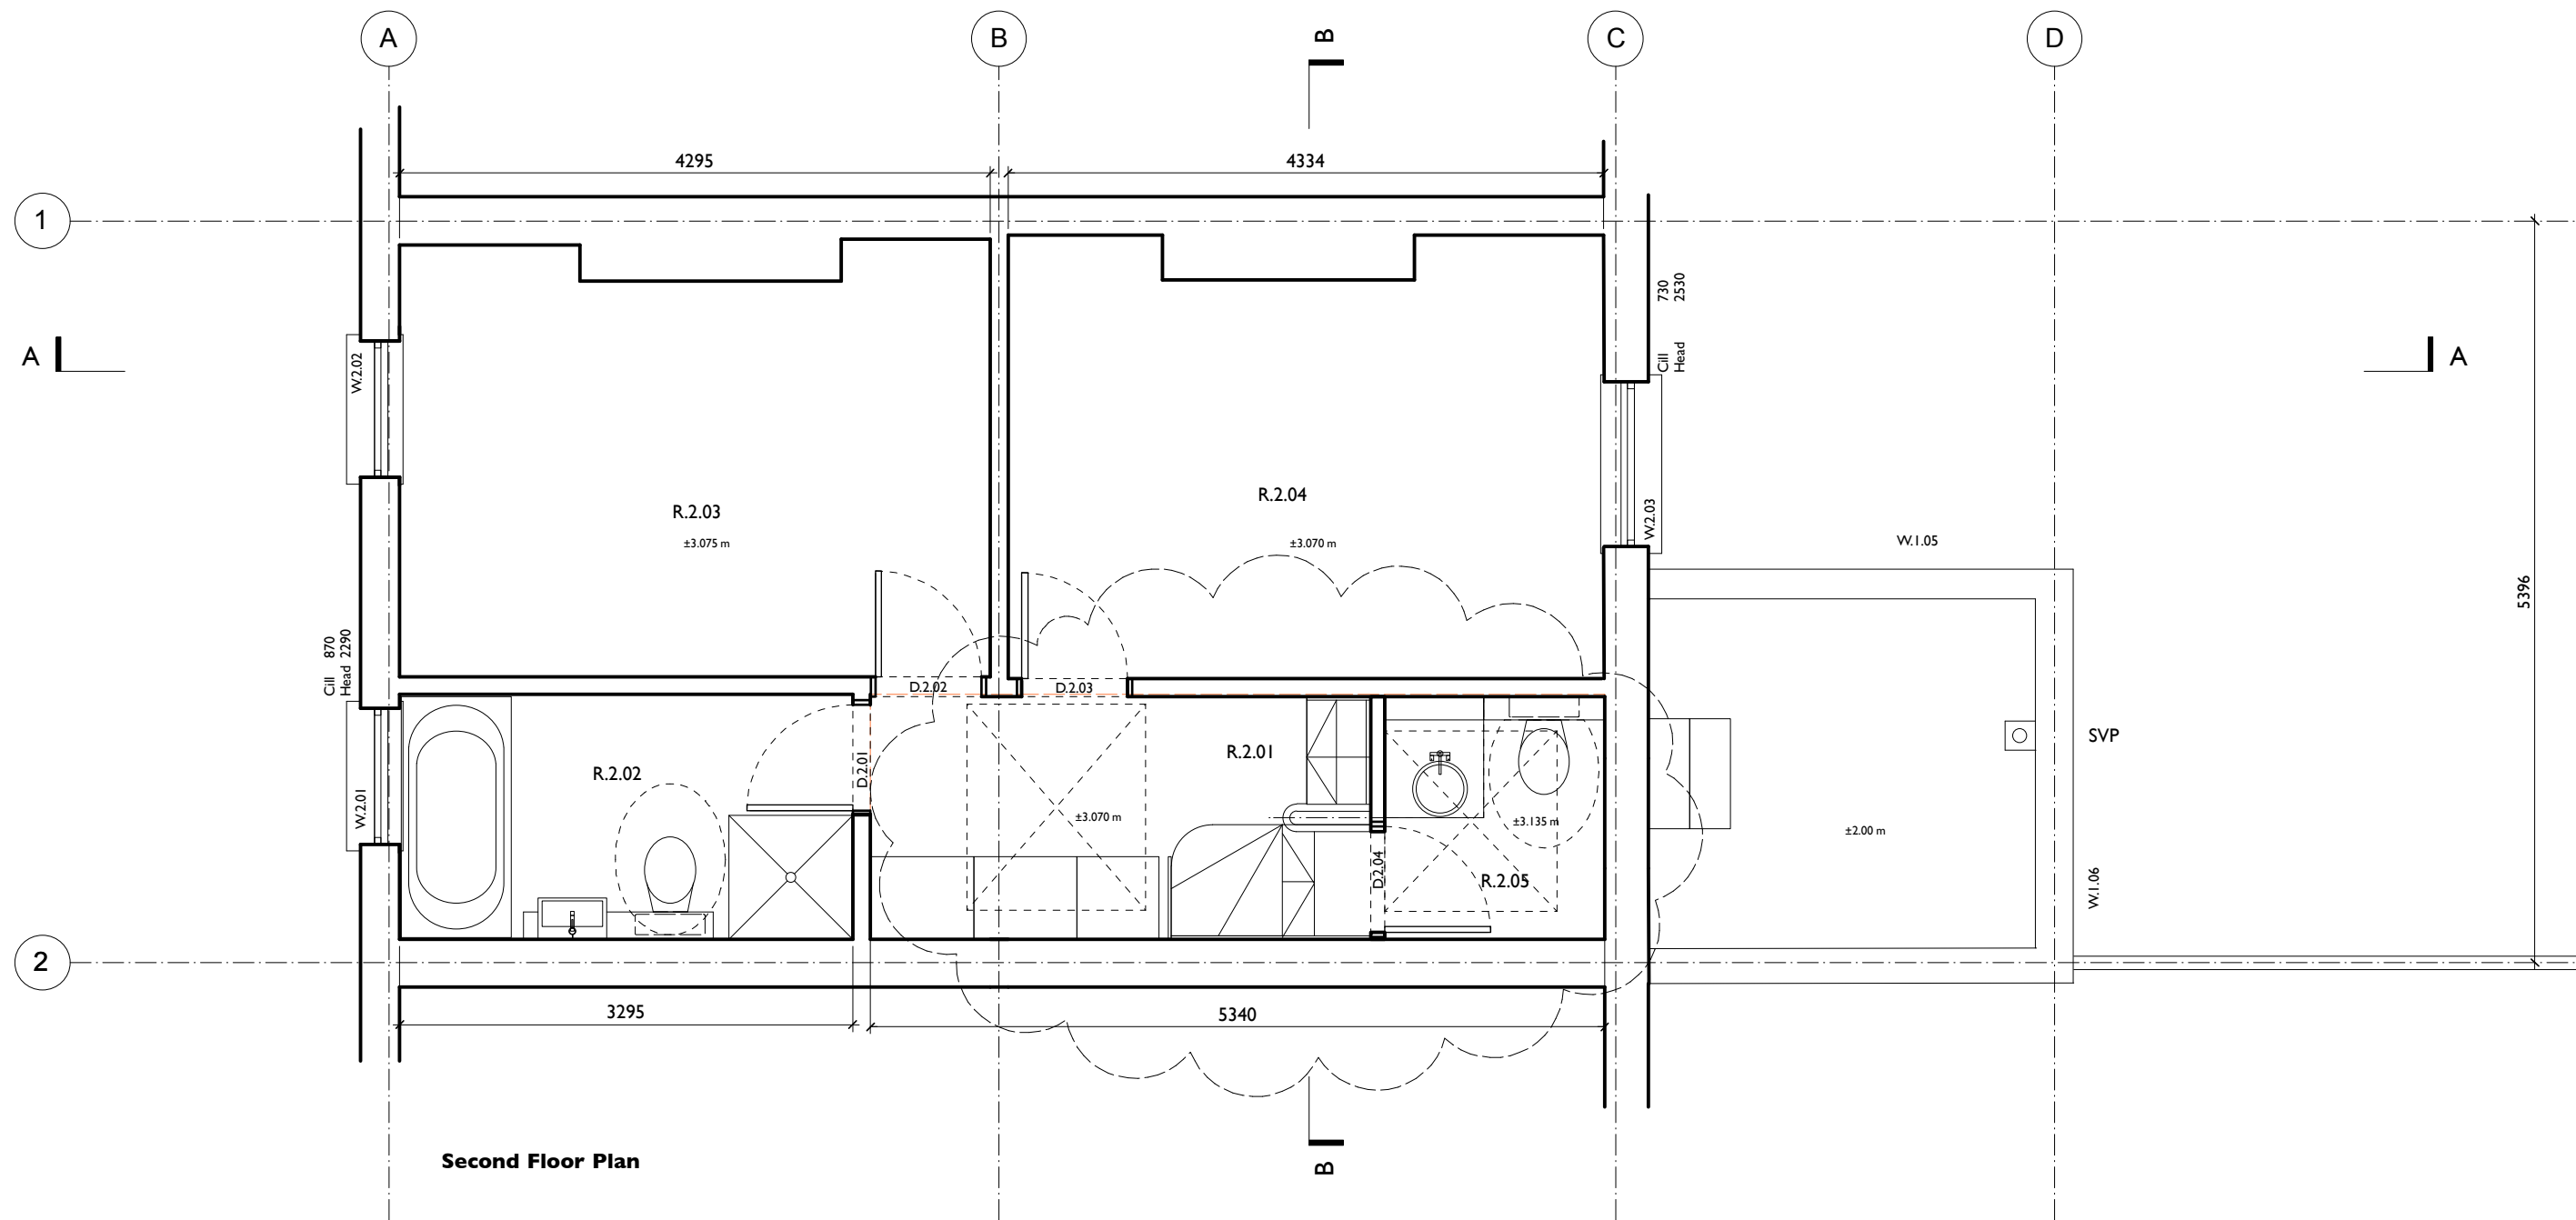 A
B
B
C
D
4295
4334
1
730
2530
Cill
Head
A
W.2.02
A
R.2.03
±3.075 m
R.2.04
±3.070 m
W.2.03
W.1.05
5396
870
2290
Cill
Head
D.2.02
D.2.03
W.2.01
R.2.02
D.2.01
R.2.01
±3.070 m
±3.135 m
D.2.04
R.2.05
±2.00 m
SVP
W.1.06
2
3295
5340
Second Floor Plan
B